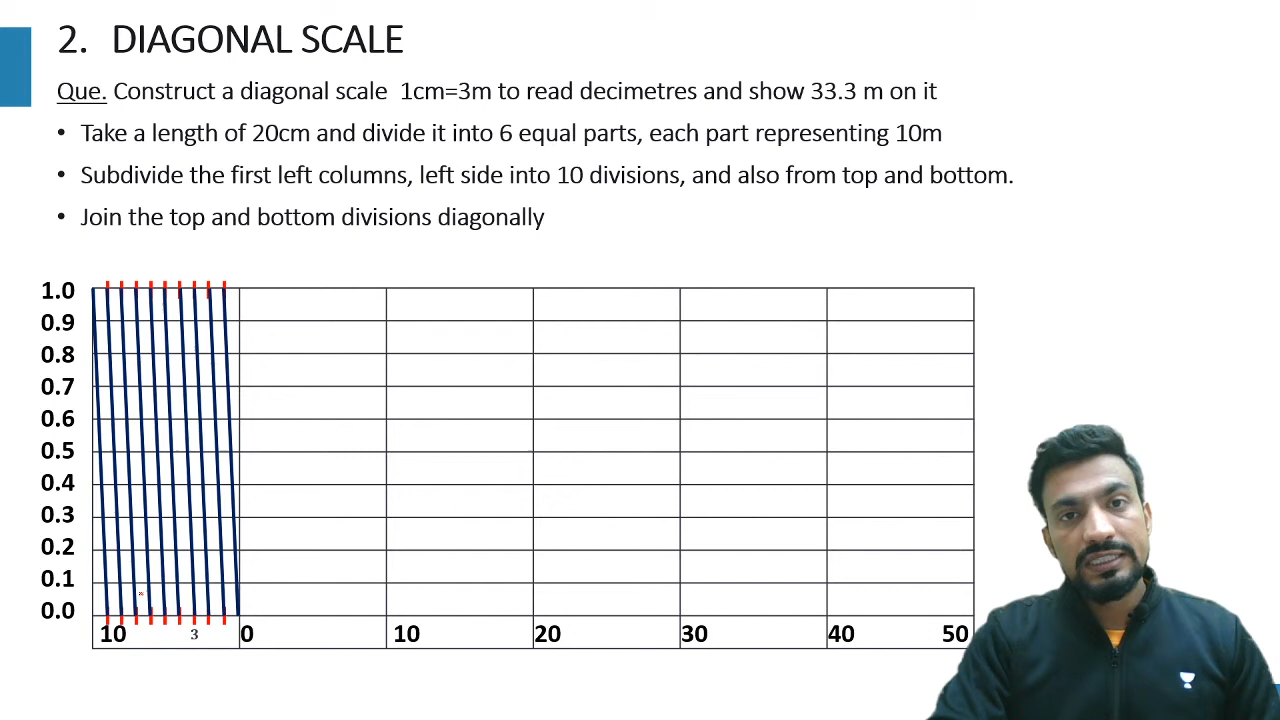 2. DIAGONAL SCALE
Que. Construct a diagonal scale 1cm=3m to read decimetres and show 33.3 m on it
• Take a length of 20cm and divide it into 6 equal parts, each part representing 10m
• Subdivide the first left columns, left side into 10 divisions, and also from top and bottom.
• Join the top and bottom divisions diagonally
1.0
0.9
0.8
0.7
0.6
0.5
0.4
0.3
0.2
0.1
0.0
10 3 0 10 20 30 40 50